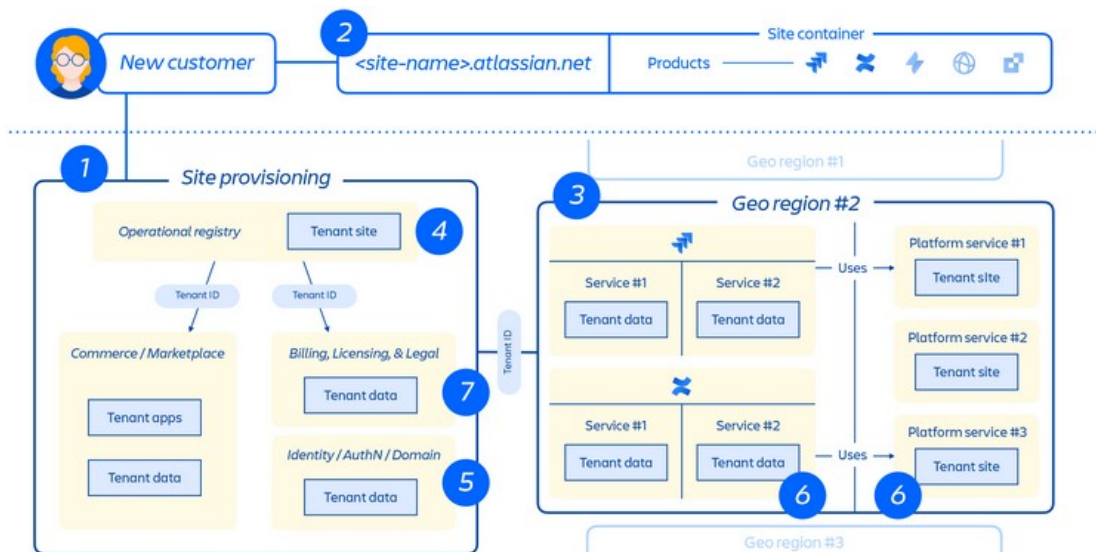 New customer
2
<site-name>.atlassian.net
Site container
Products
1
Site provisioning
Operational registry
Tenant site
4
Tenant ID
Tenant ID
Commerce / Marketplace
Tenant apps
Tenant data
Billing, Licensing, & Legal
Tenant data
7
Identity / AuthN / Domain
Tenant data
5
Tenant ID
Geo region #1
3
Geo region #2
Service #1
Tenant data
Service #2
Tenant data
Uses
Service #1
Tenant data
Service #2
Tenant data
6
Uses
6
Platform service #1
Tenant site
Platform service #2
Tenant site
Platform service #3
Tenant site
Geo region #3